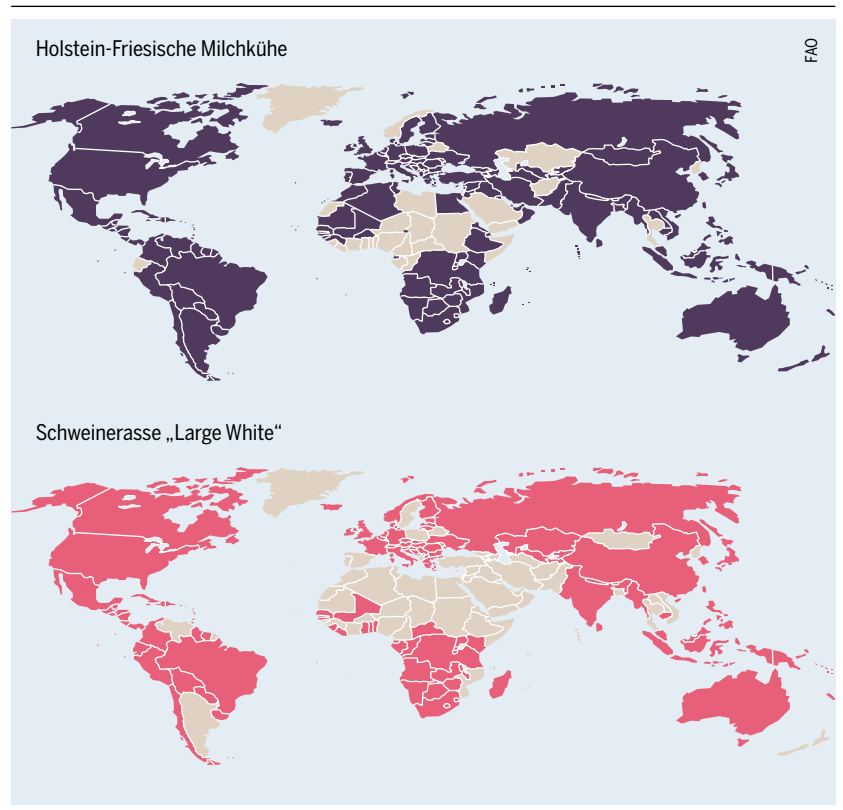 Holstein-Friesische Milchkühe
FAO
Schweinerasse „Large White“